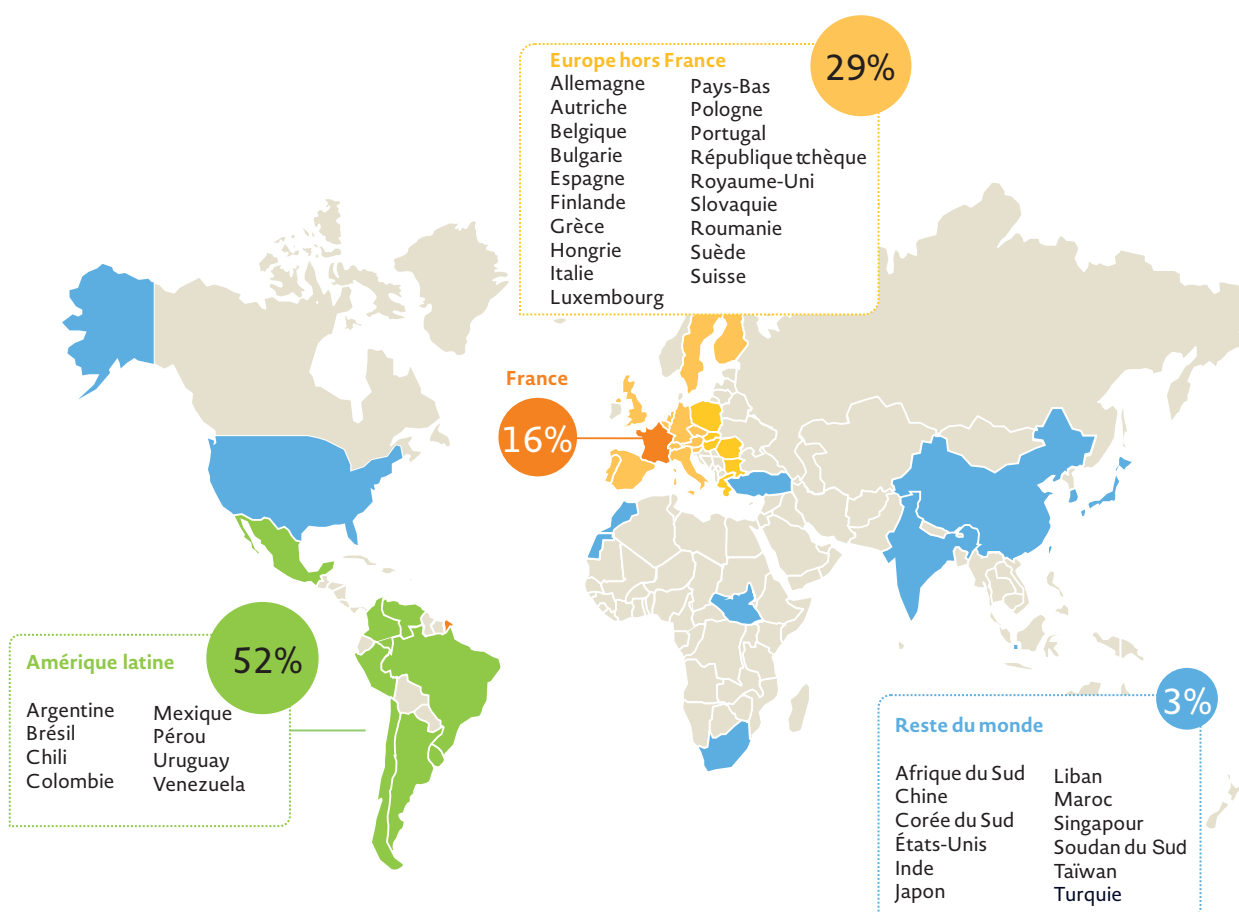 Europe hors France
29%
Allemagne
Autriche
Belgique
Bulgarie
Espagne
Finlande
Grèce
Hongrie
Italie
Luxembourg
Pays-Bas
Pologne
Portugal
République tchèque
Royaume-Uni
Slovaquie
Roumanie
Suède
Suisse
France
16%
Amérique latine
52%
Argentine
Brésil
Chili
Colombie
Mexique
Pérou
Uruguay
Venezuela
Reste du monde
3%
Afrique du Sud
Chine
Corée du Sud
États-Unis
Inde
Japon
Liban
Maroc
Singapour
Soudan du Sud
Taïwan
Turquie